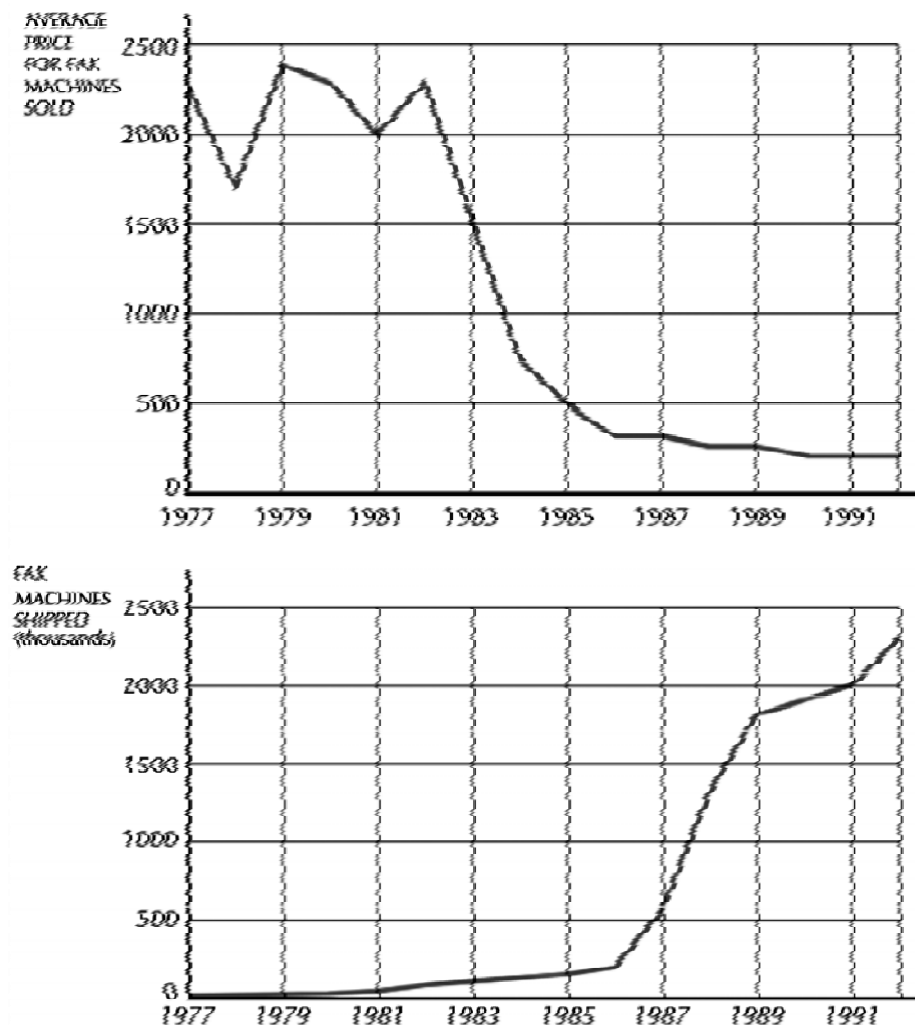 AVERAGE
PRICE
FOR FAX
MACHINES
SOLD
2500
2000
1500
1000
500
0
1977 1979 1981 1983 1985 1987 1989 1991
FAX
MACHINES
SHIPPED
(thousands)
2500
2000
1500
1000
500
0
1977 1979 1981 1983 1985 1987 1989 1991